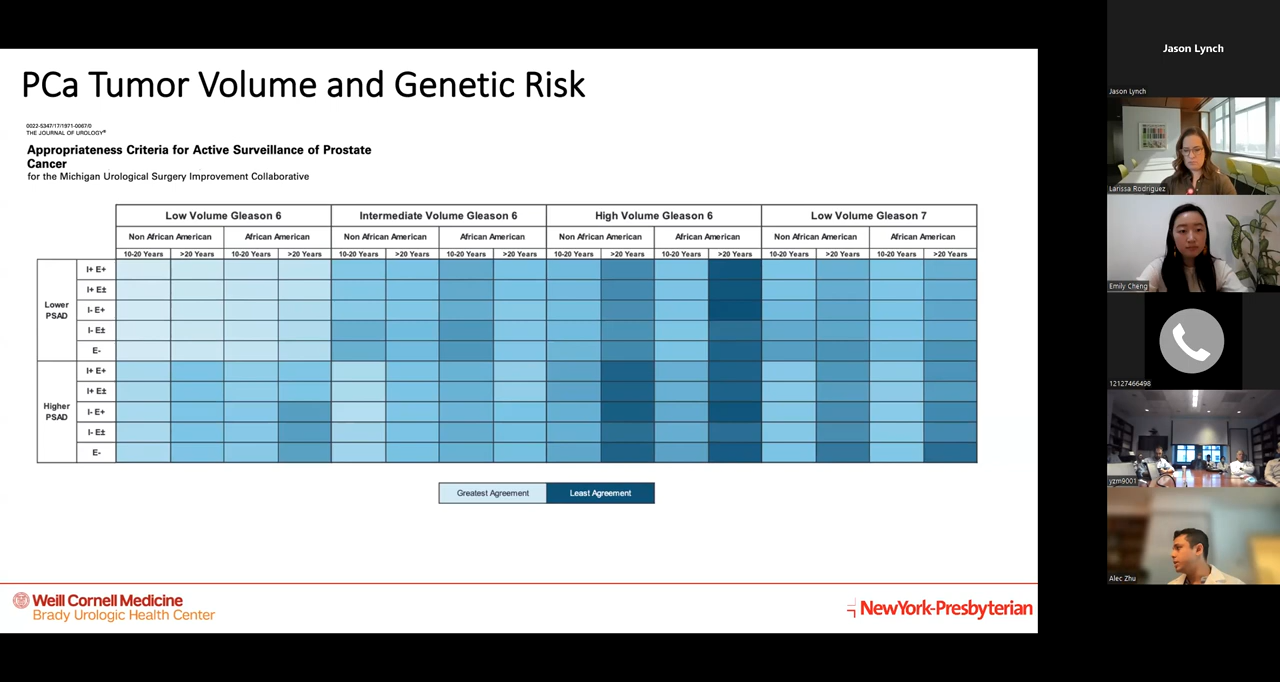 PCa Tumor Volume and Genetic Risk
0022-5347/17/1971-0067/0
THE JOURNAL OF UROLOGY®
Appropriateness Criteria for Active Surveillance of Prostate
Cancer
for the Michigan Urological Surgery Improvement Collaborative
Low Volume Gleason 6 Intermediate Volume Gleason 6 High Volume Gleason 6 Low Volume Gleason 7
Non African American African American Non African American African American Non African American African American Non African American African American
10-20 Years >20 Years 10-20 Years >20 Years 10-20 Years >20 Years 10-20 Years >20 Years 10-20 Years >20 Years 10-20 Years >20 Years 10-20 Years >20 Years 10-20 Years >20 Years
Lower
PSAD
I+ E+
I+ E±
I- E+
I- E±
E-
Higher
PSAD
I+ E+
I+ E±
I- E+
I- E±
E-
Greatest Agreement Least Agreement
Weill Cornell Medicine
Brady Urologic Health Center
NewYork-Presbyterian
Jason Lynch
Jason Lynch
Larissa Rodriguez
Emily Cheng
12127466498
yzm9001
Alec Zhu